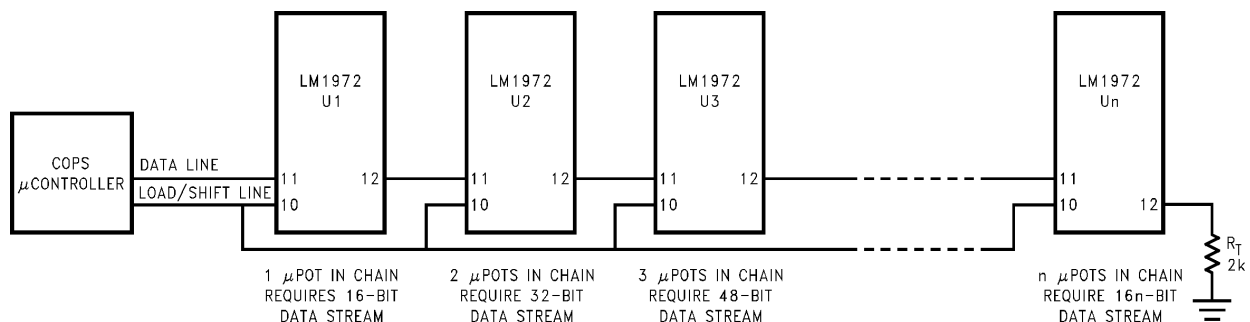 COPS
μCONTROLLER
DATA LINE
LOAD/SHIFT LINE
LM1972
U1
11
10
12
LM1972
U2
11
10
12
LM1972
U3
11
10
12
LM1972
Un
11
10
12
RT
2k
1 μPOT IN CHAIN
REQUIRES 16-BIT
DATA STREAM
2 μPOTS IN CHAIN
REQUIRE 32-BIT
DATA STREAM
3 μPOTS IN CHAIN
REQUIRE 48-BIT
DATA STREAM
n μPOTS IN CHAIN
REQUIRE 16n-BIT
DATA STREAM